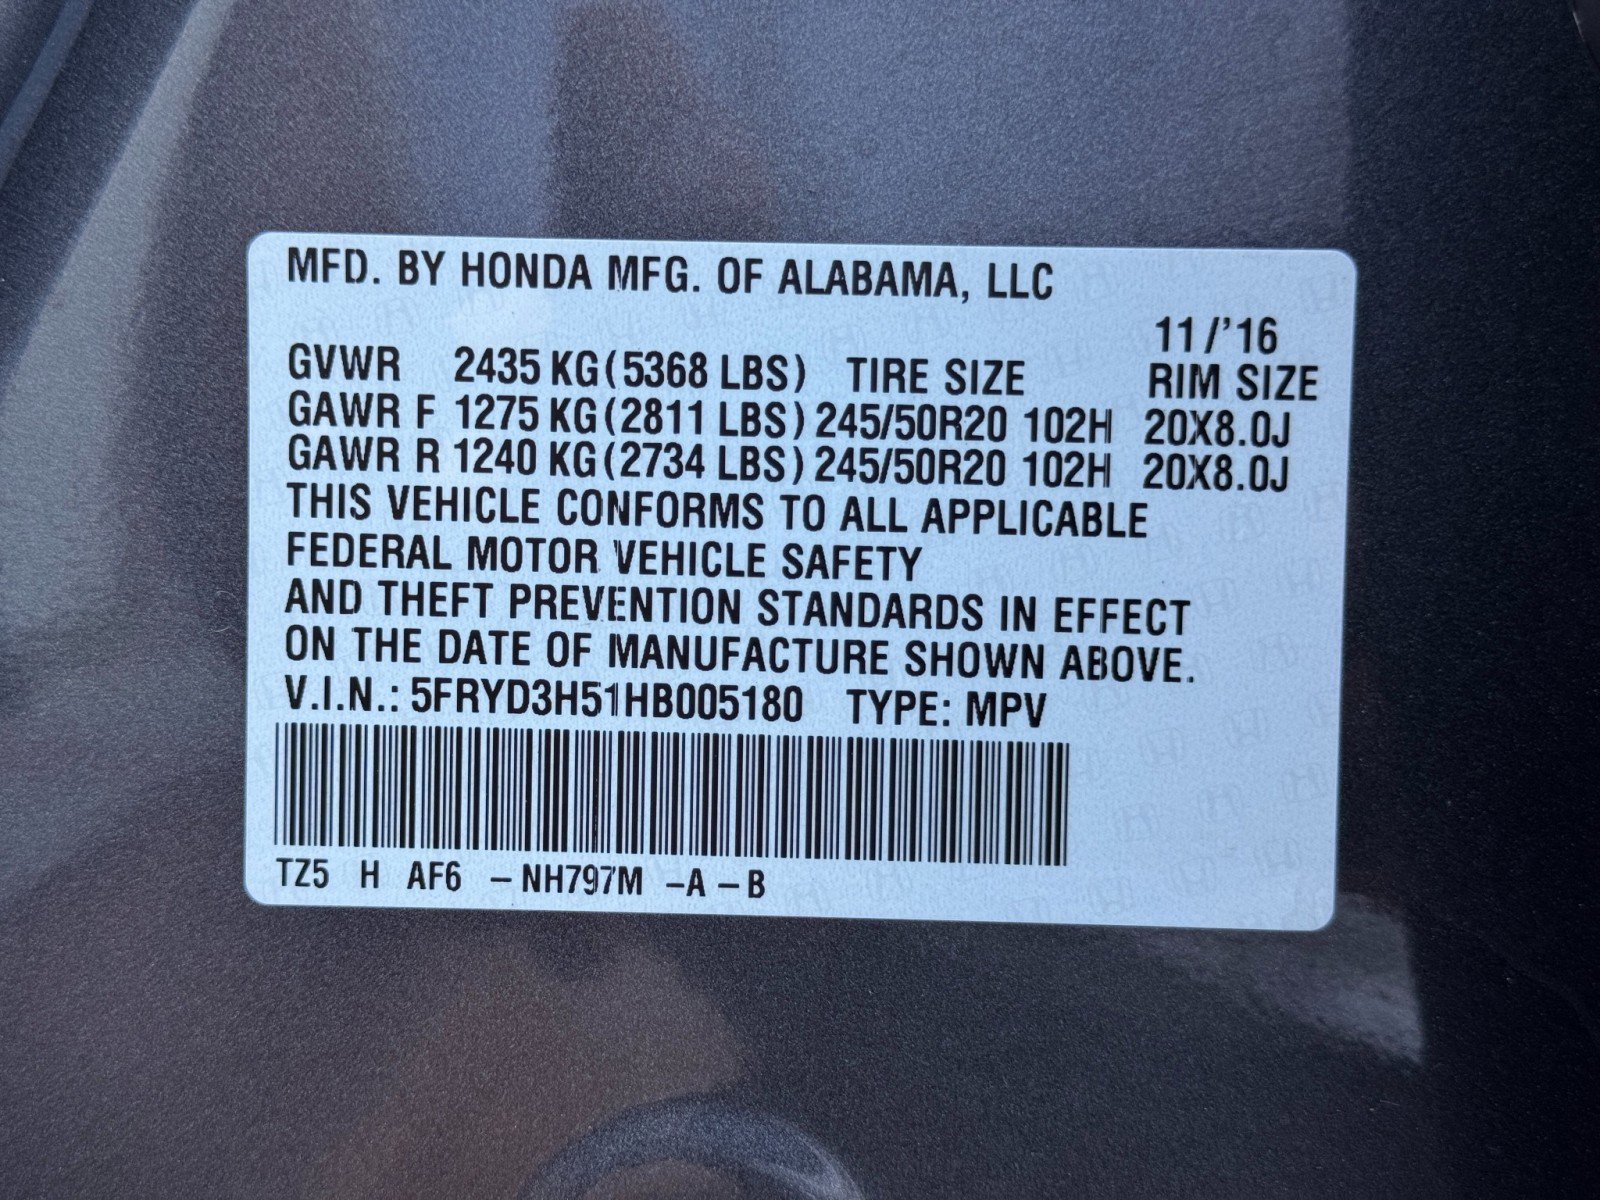 MFD. BY HONDA MFG. OF ALABAMA, LLC
11/'16
GVWR 2435 KG(5368 LBS) TIRE SIZE RIM SIZE
GAWR F 1275 KG(2811 LBS) 245/50R20 102H 20X8.0J
GAWR R 1240 KG(2734 LBS) 245/50R20 102H 20X8.0J
THIS VEHICLE CONFORMS TO ALL APPLICABLE
FEDERAL MOTOR VEHICLE SAFETY
AND THEFT PREVENTION STANDARDS IN EFFECT
ON THE DATE OF MANUFACTURE SHOWN ABOVE.
V.I.N.: 5FRYD3H51HB005180 TYPE: MPV
TZ5 H AF6 –NH797M –A –B